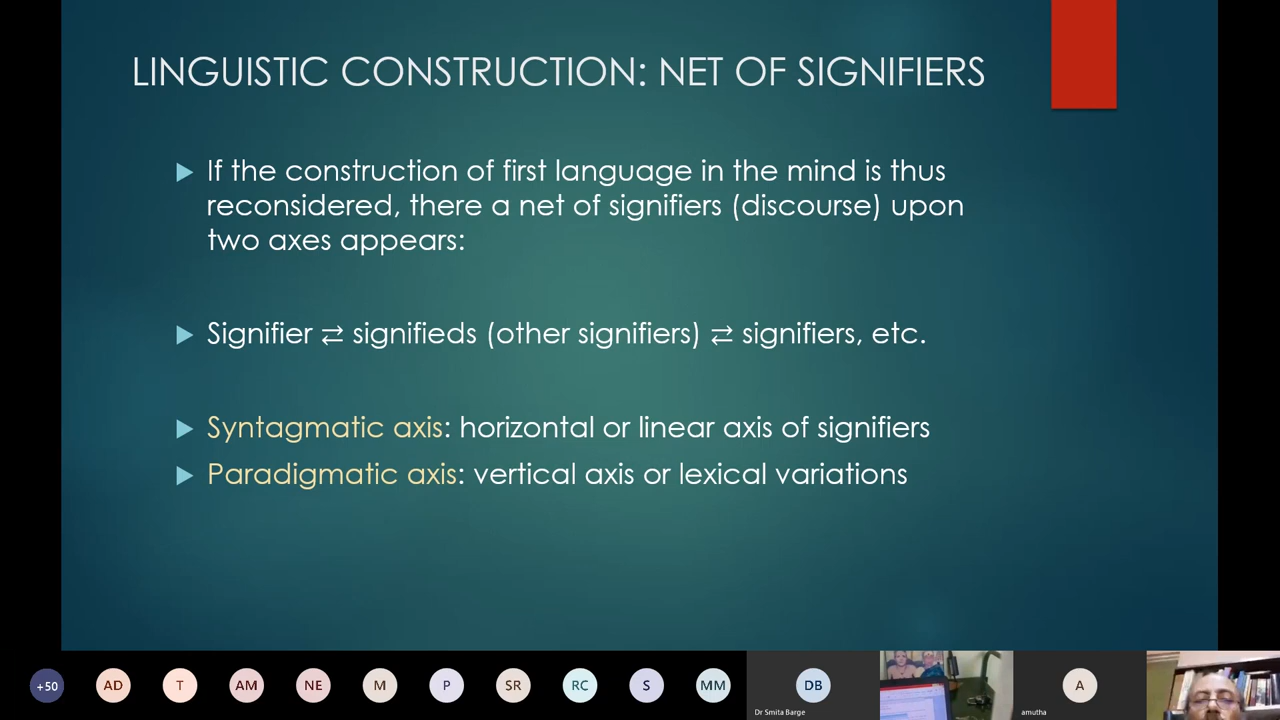 LINGUISTIC CONSTRUCTION: NET OF SIGNIFIERS
If the construction of first language in the mind is thus
reconsidered, there a net of signifiers (discourse) upon
two axes appears:
Signifier ⇄ signifieds (other signifiers) ⇄ signifiers, etc.
Syntagmatic axis: horizontal or linear axis of signifiers
Paradigmatic axis: vertical axis or lexical variations
+50 AD T AM NE M P SR RC S MM DB A
Dr Smita Barge amutha